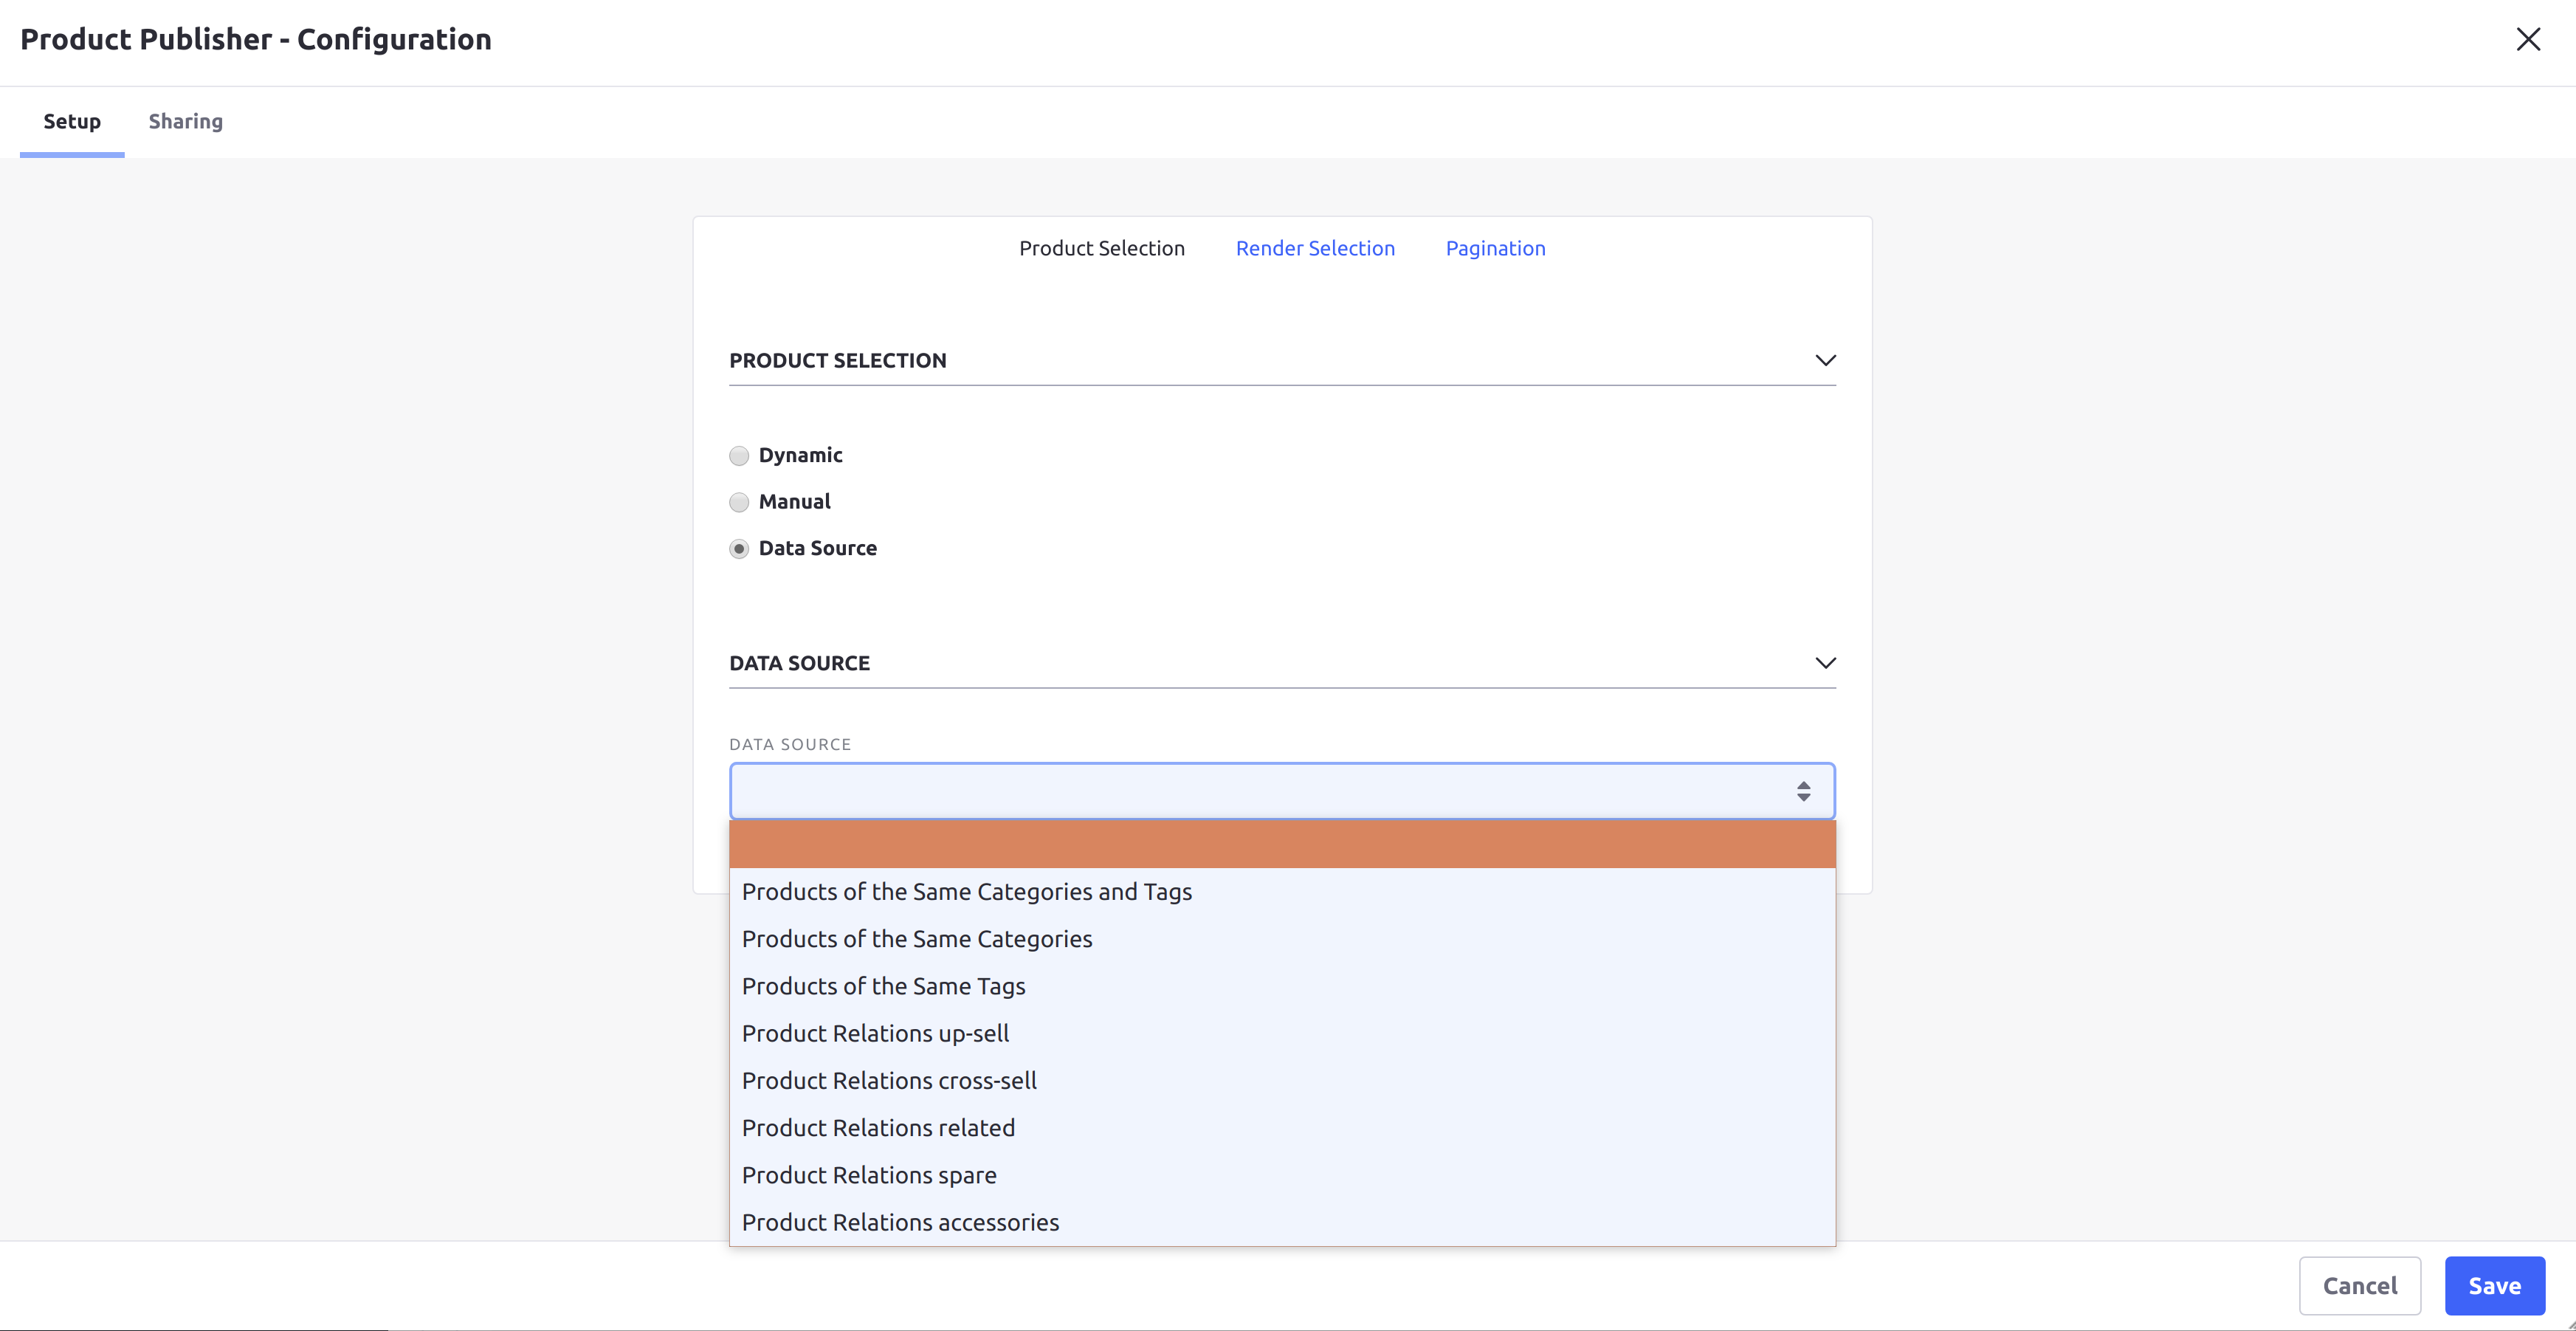 Product Publisher - Configuration
Setup Sharing
Product Selection Render Selection Pagination
PRODUCT SELECTION
Dynamic
Manual
Data Source
DATA SOURCE
DATA SOURCE
Products of the Same Categories and Tags
Products of the Same Categories
Products of the Same Tags
Product Relations up-sell
Product Relations cross-sell
Product Relations related
Product Relations spare
Product Relations accessories
Cancel Save